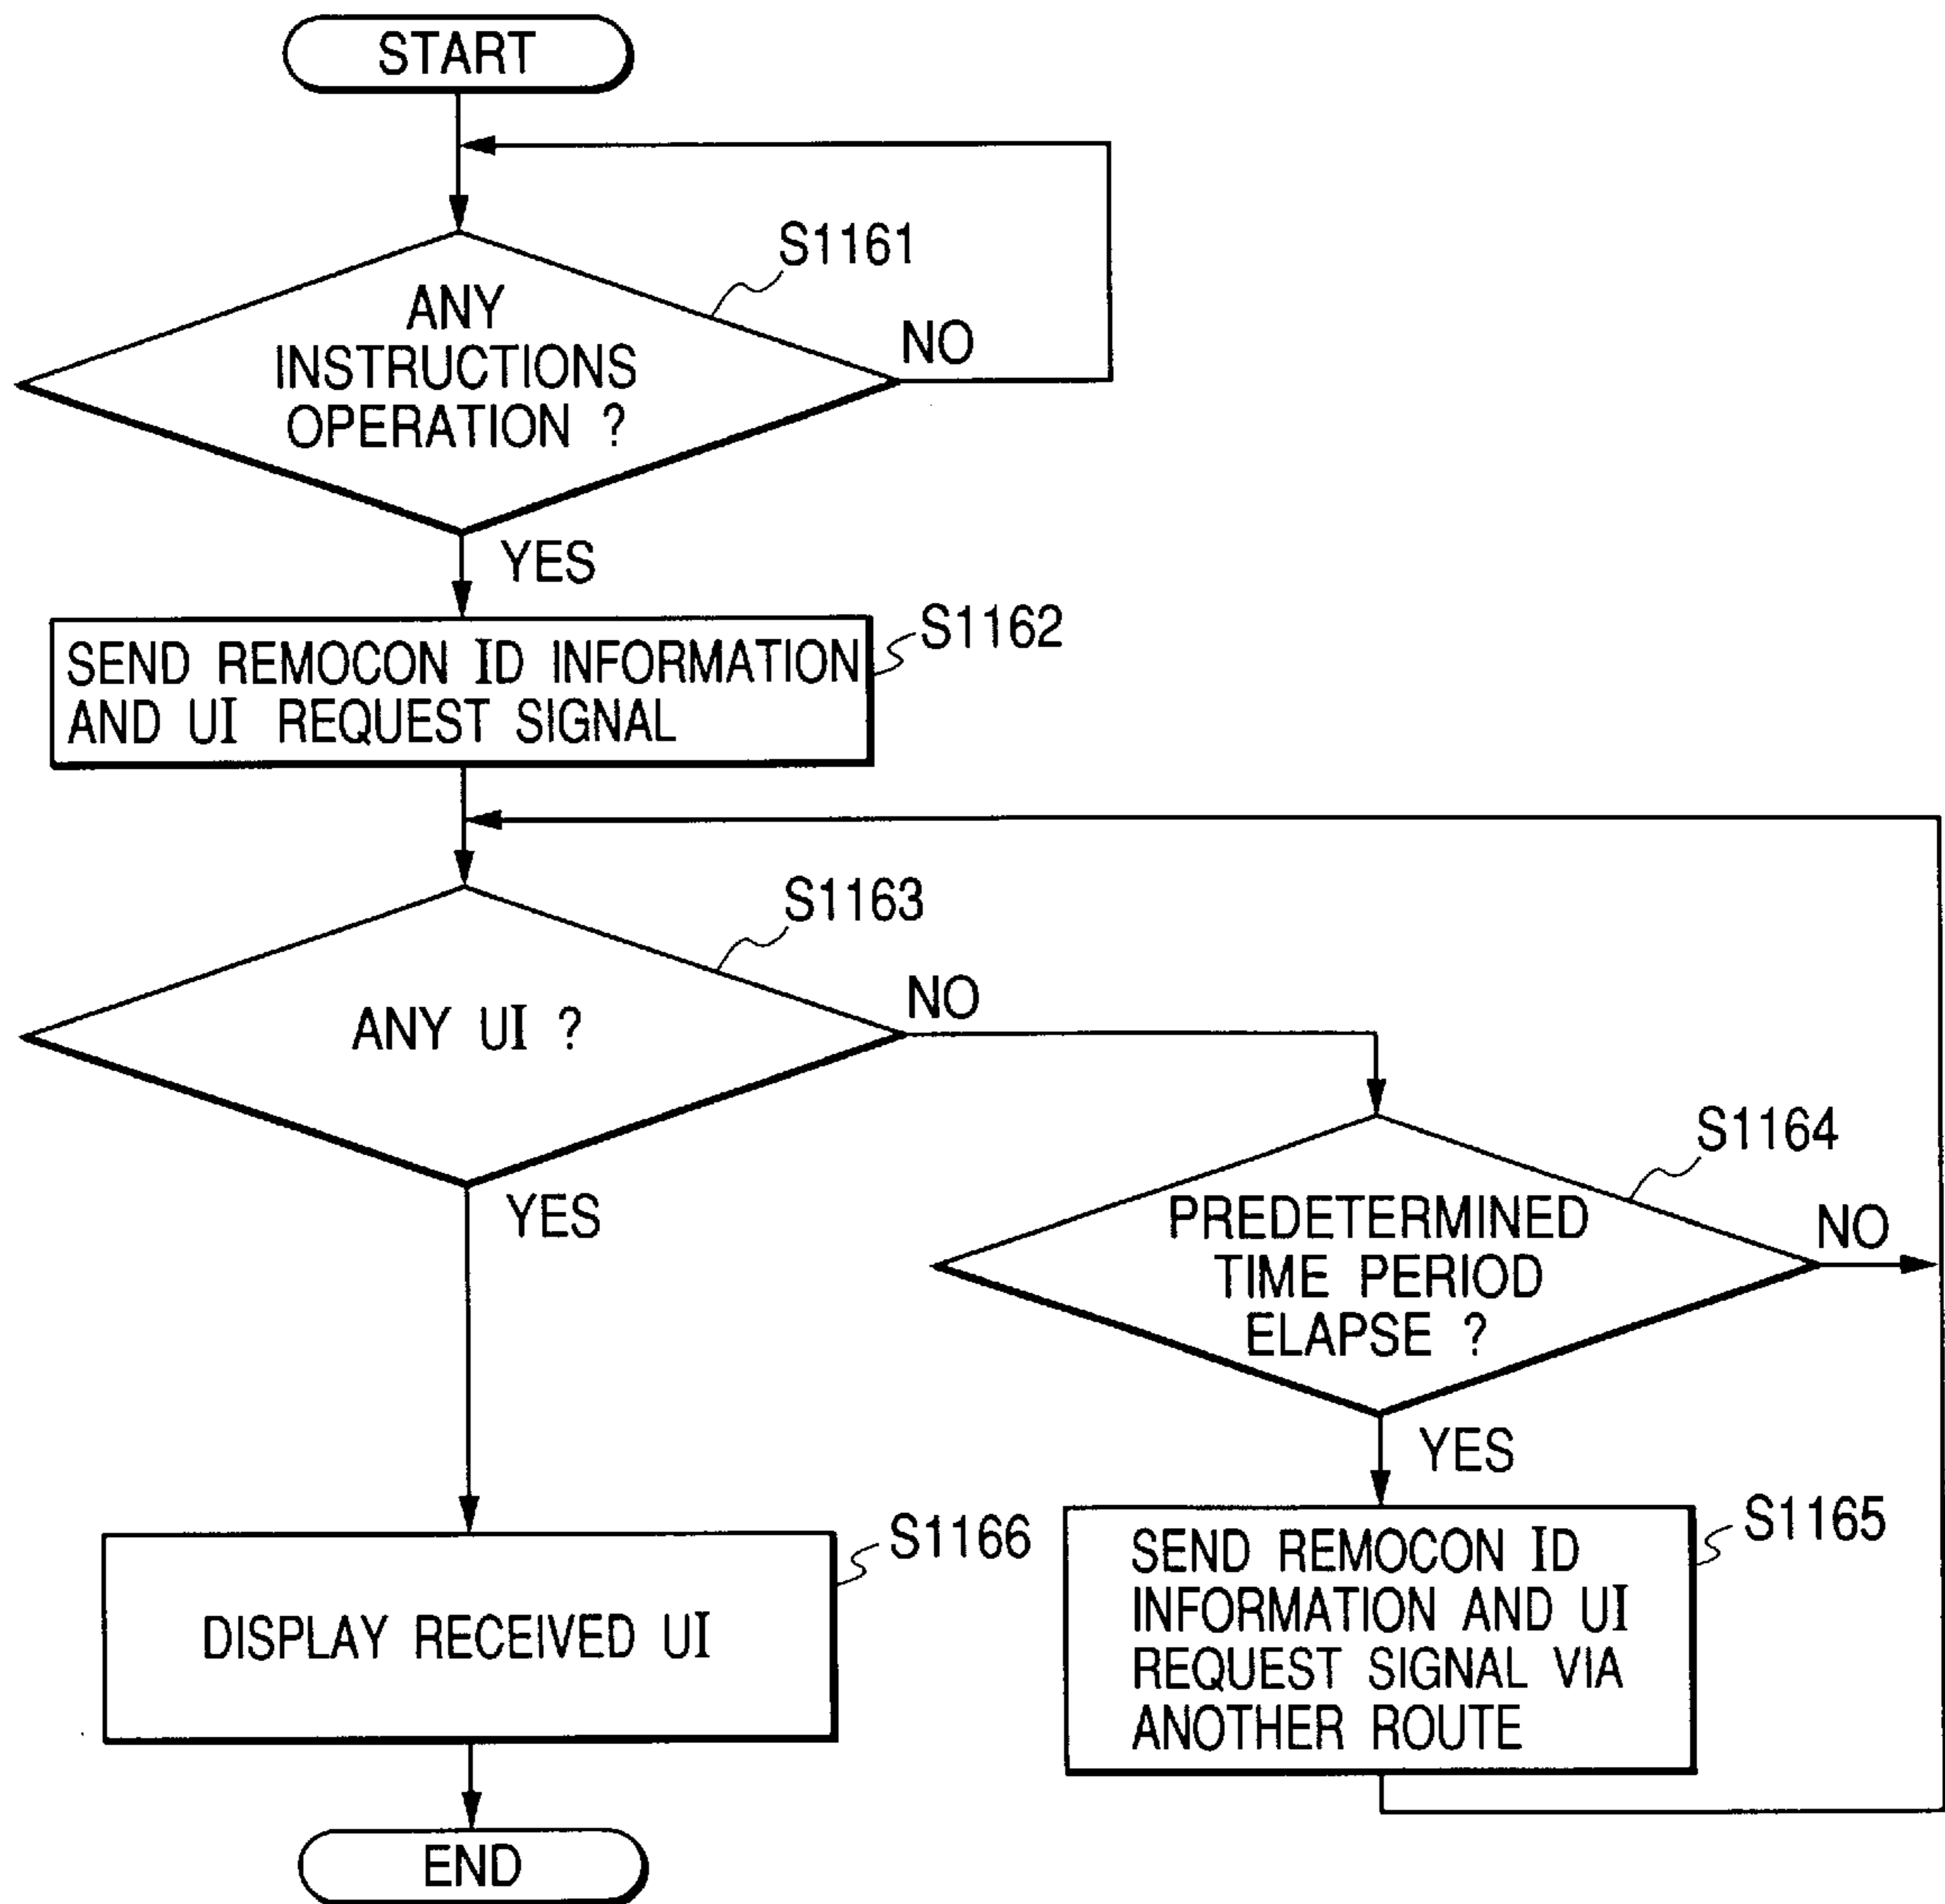 START
S1161
ANY
INSTRUCTIONS
OPERATION ?
NO
YES
S1162
SEND REMOCON ID INFORMATION
AND UI REQUEST SIGNAL
S1163
ANY UI ?
NO
YES
S1164
PREDETERMINED
TIME PERIOD
ELAPSE ?
NO
YES
S1165
SEND REMOCON ID
INFORMATION AND UI
REQUEST SIGNAL VIA
ANOTHER ROUTE
S1166
DISPLAY RECEIVED UI
END